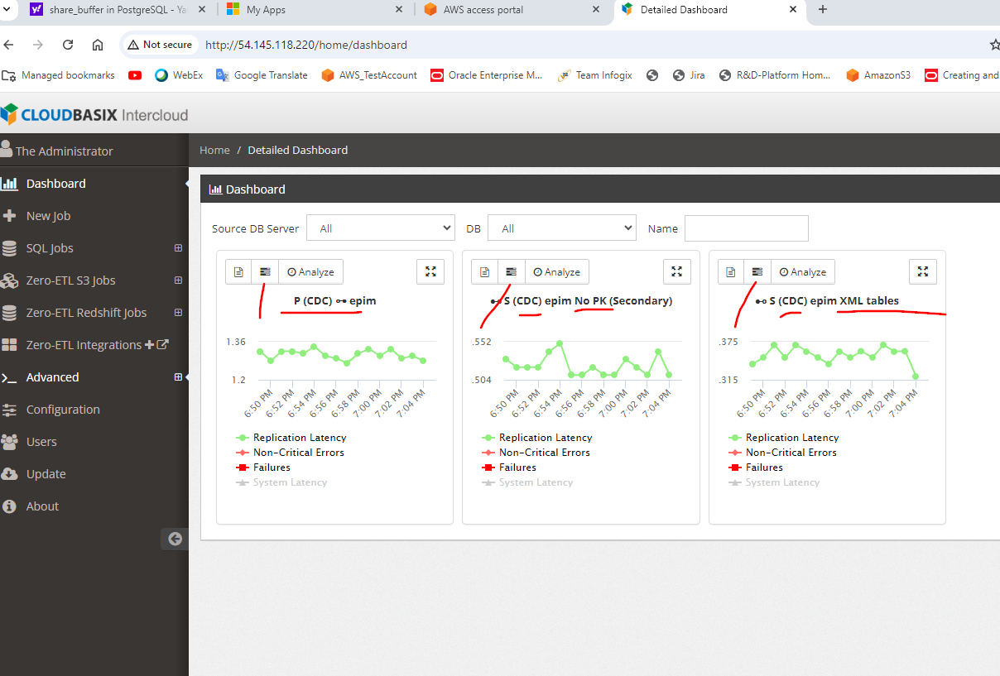 share_buffer in PostgreSQL - Ya
My Apps
AWS access portal
Detailed Dashboard
Not secure
http://54.145.118.220/home/dashboard
Managed bookmarks
WebEx
Google Translate
AWS_TestAccount
Oracle Enterprise M...
Team Infogix
Jira
R&D-Platform Hom...
AmazonS3
Creating and
CLOUDBASIX Intercloud
The Administrator
Home / Detailed Dashboard
Dashboard
New Job
SQL Jobs
Zero-ETL S3 Jobs
Zero-ETL Redshift Jobs
Zero-ETL Integrations
Advanced
Configuration
Users
Update
About
Dashboard
Source DB Server All DB All Name
Analyze
P (CDC) epim
1.36
1.2
6:50 PM 6:52 PM 6:54 PM 6:56 PM 6:58 PM 7:00 PM 7:02 PM 7:04 PM
Replication Latency
Non-Critical Errors
Failures
System Latency
Analyze
S (CDC) epim No PK (Secondary)
.552
.504
6:50 PM 6:52 PM 6:54 PM 6:56 PM 6:58 PM 7:00 PM 7:02 PM 7:04 PM
Replication Latency
Non-Critical Errors
Failures
System Latency
Analyze
S (CDC) epim XML tables
.375
.315
6:50 PM 6:52 PM 6:54 PM 6:56 PM 6:58 PM 7:00 PM 7:02 PM 7:04 PM
Replication Latency
Non-Critical Errors
Failures
System Latency